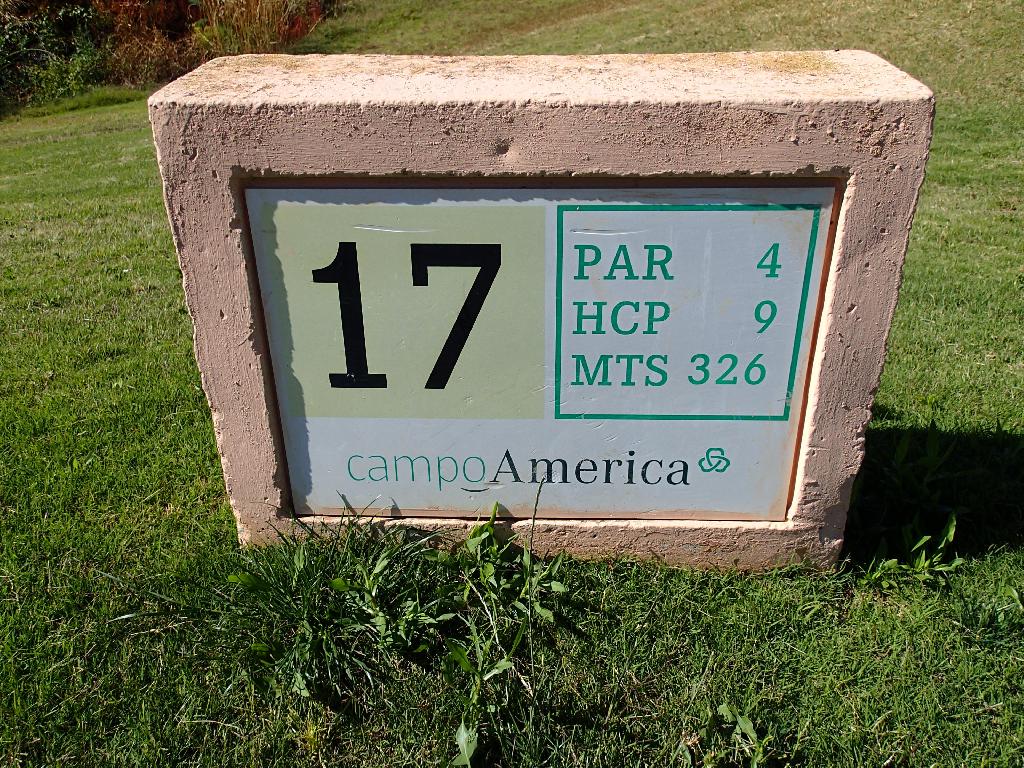 17
PAR 4
HCP 9
MTS 326
campoAmerica